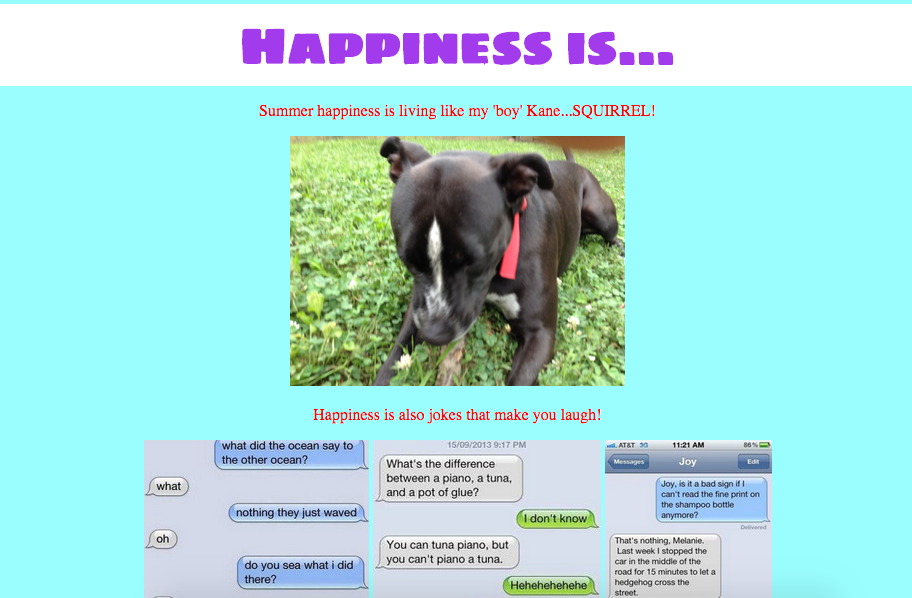 Happiness is...
Summer happiness is living like my 'boy' Kane...SQUIRREL!
Happiness is also jokes that make you laugh!
what did the ocean say to
the other ocean?
what
nothing they just waved
oh
do you sea what i did
there?
15/09/2013 9:17 PM
What's the difference
between a piano, a tuna,
and a pot of glue?
I don't know
You can tuna piano, but
you can't piano a tuna.
Hehehehehehe
AT&T 3G 11:21 AM 86%
Messages Joy Edit
Joy, is it a bad sign if I
can't read the fine print on
the shampoo bottle
anymore?
Delivered
That's nothing, Melanie.
Last week I stopped the
car in the middle of the
road for 15 minutes to let a
hedgehog cross the
street.